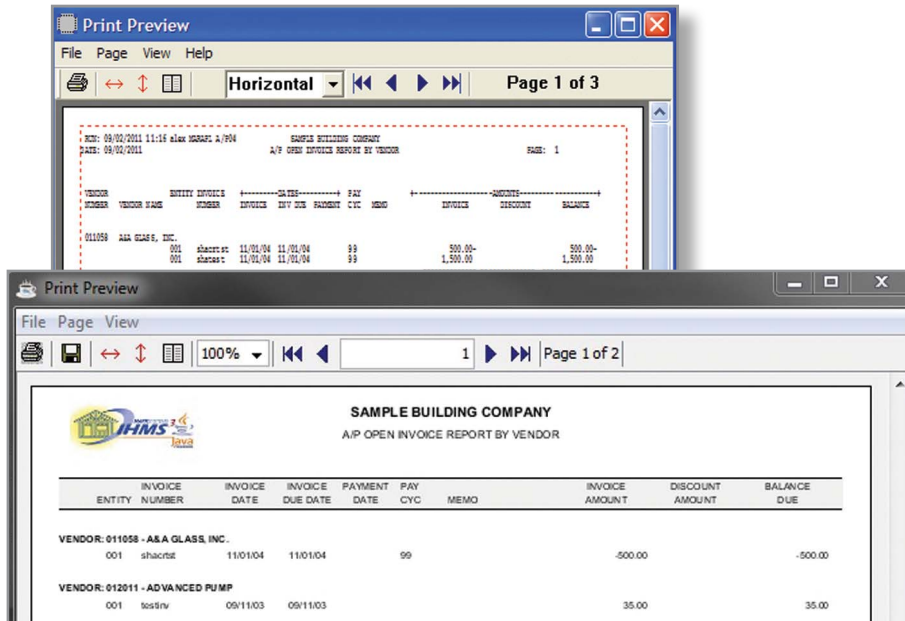 Print Preview
File Page View Help
Horizontal Page 1 of 3
RUN: 09/02/2011 11:16 alex MARAFI A/P04 SAMPLE BUILDING COMPANY
DATE: 09/02/2011 A/P OPEN INVOICE REPORT BY VENDOR PAGE: 1
VENDOR ENTITY INVOICE +--------DATES----------+ PAY +-----------------AMOUNTS-----------------+
NUMBER VENDOR NAME NUMBER INVOICE INV DUE PAYMENT CYC MEMO INVOICE DISCOUNT BALANCE
011058 A&A GLASS, INC.
001 shacrtst 11/01/04 11/01/04 99 500.00- 500.00-
001 11/01/04 11/01/04 99 1,500.00 1,500.00
Print Preview
File Page View
100% 1 Page 1 of 2
IHMS Java
SAMPLE BUILDING COMPANY
A/P OPEN INVOICE REPORT BY VENDOR
INVOICE INVOICE INVOICE PAYMENT PAY INVOICE DISCOUNT BALANCE
ENTITY NUMBER DATE DUE DATE DATE CYC MEMO AMOUNT AMOUNT DUE
VENDOR: 011058 - A&A GLASS, INC.
001 shacrtst 11/01/04 11/01/04 99 -500.00 -500.00
VENDOR: 012011 - ADVANCED PUMP
001 testinv 09/11/03 09/11/03 35.00 35.00